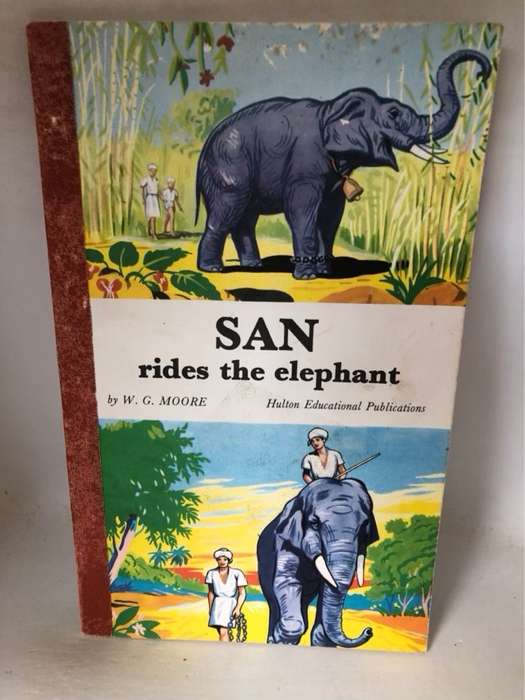 SAN
rides the elephant
by W. G. MOORE Hulton Educational Publications